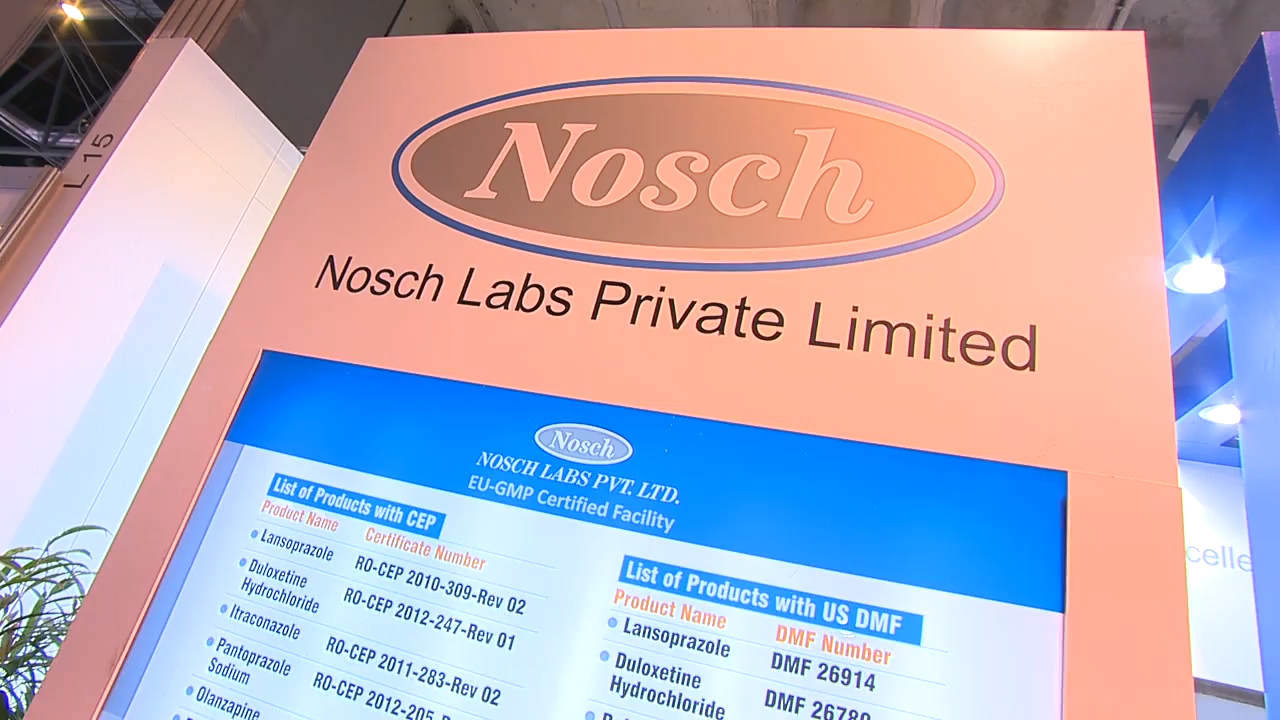 L 15
Nosch
Nosch Labs Private Limited
Nosch
NOSCH LABS PVT. LTD.
EU-GMP Certified Facility
List of Products with CEP
Product Name Certificate Number
Lansoprazole RO-CEP 2010-309-Rev 02
Duloxetine
Hydrochloride RO-CEP 2012-247-Rev 01
Itraconazole RO-CEP 2011-283-Rev 02
Pantoprazole
Sodium RO-CEP 2012-205
Olanzapine
List of Products with US DMF
Product Name DMF Number
Lansoprazole DMF 26914
Duloxetine
Hydrochloride DMF 26789
celle